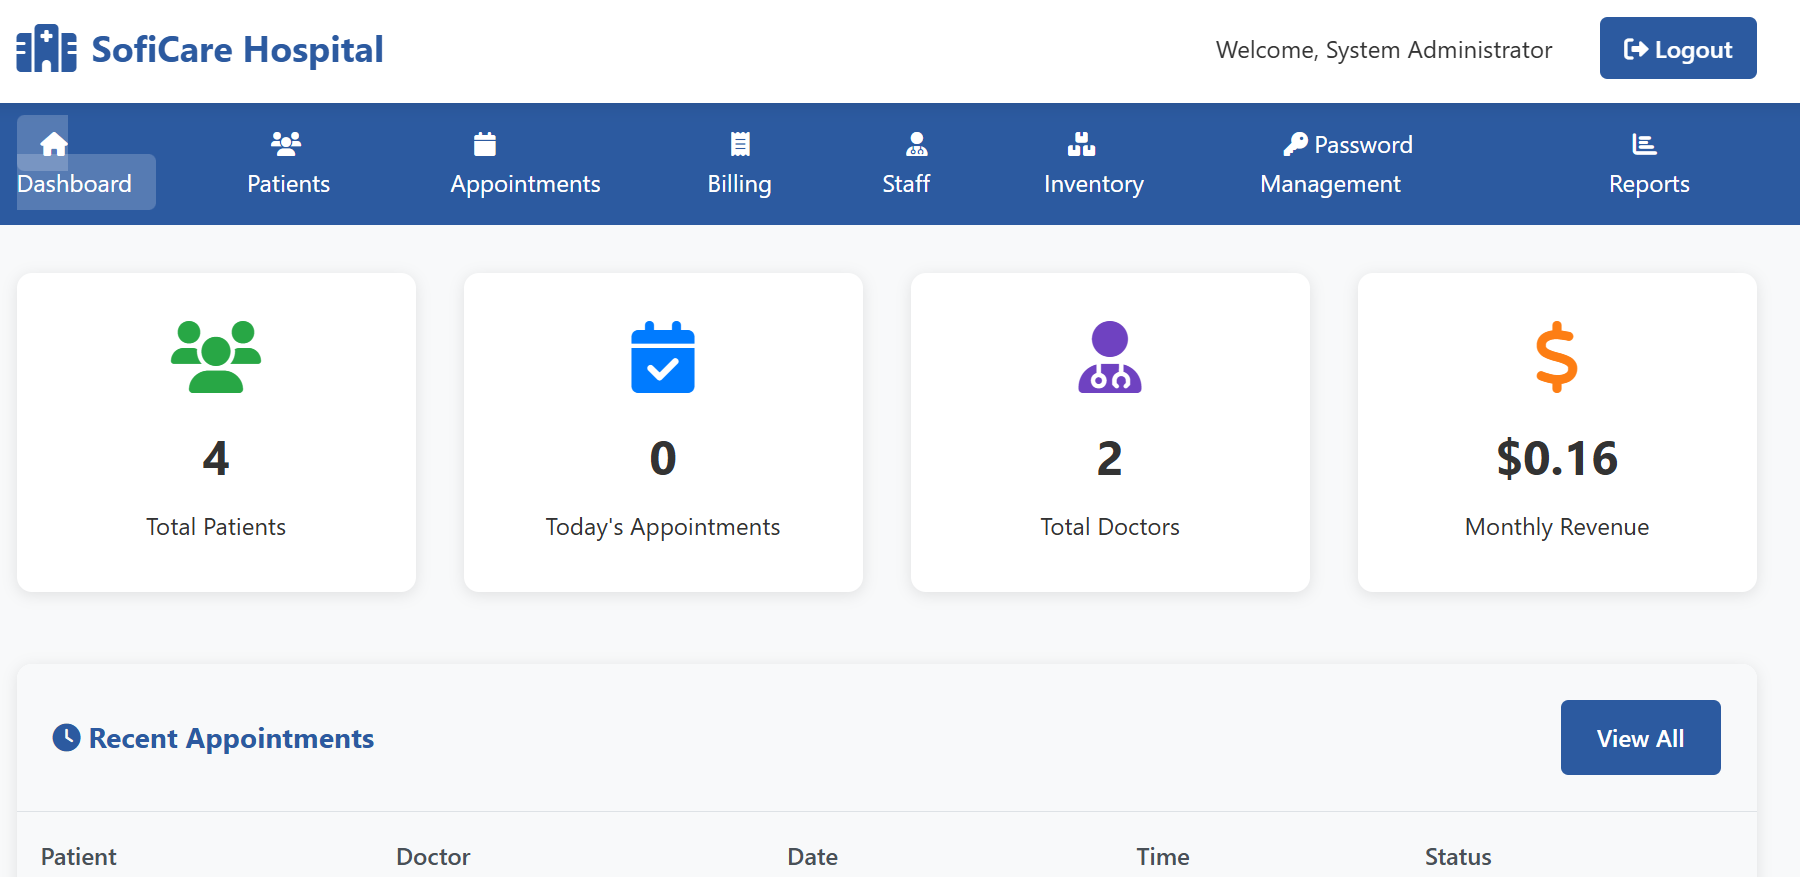 SofiCare Hospital
Welcome, System Administrator
Logout
Dashboard
Patients
Appointments
Billing
Staff
Inventory
Password
Management
Reports
4
Total Patients
0
Today's Appointments
2
Total Doctors
$0.16
Monthly Revenue
Recent Appointments
View All
Patient Doctor Date Time Status